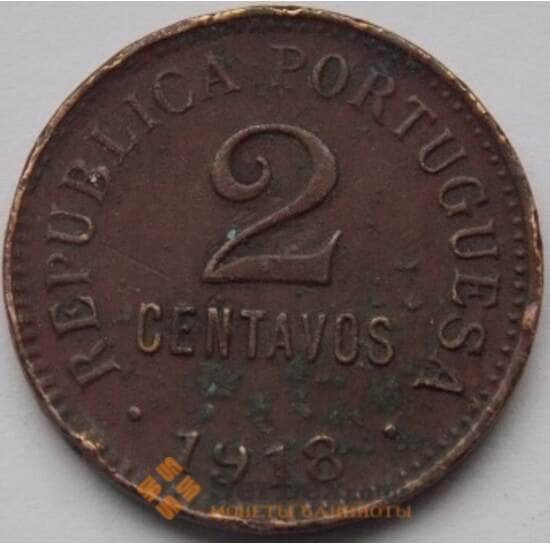 REPUBLICA PORTUGUESA
2
CENTAVOS
1918
МОНЕТЫ БАНКНОТЫ